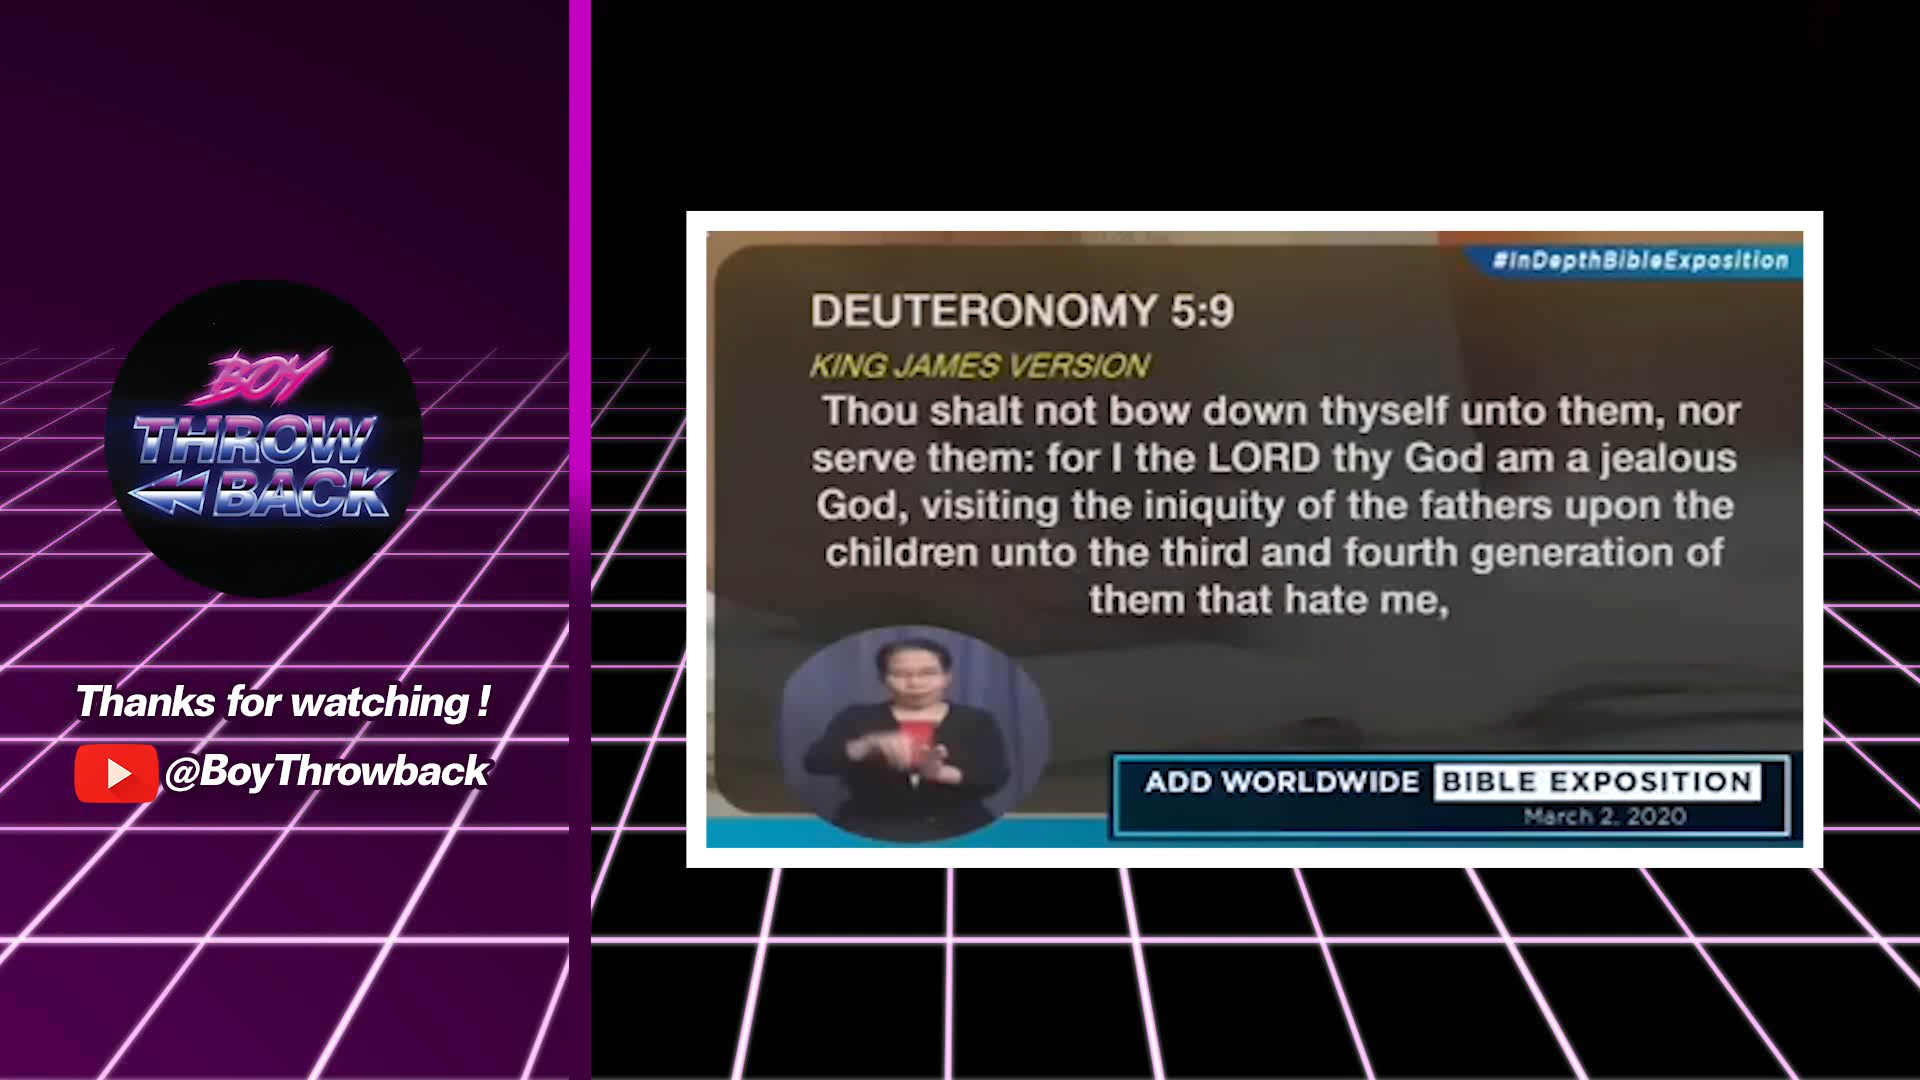 BOY
THROW
BACK
Thanks for watching !
@BoyThrowback
#InDepthBibleExposition
DEUTERONOMY 5:9
KING JAMES VERSION
Thou shalt not bow down thyself unto them, nor
serve them: for I the LORD thy God am a jealous
God, visiting the iniquity of the fathers upon the
children unto the third and fourth generation of
them that hate me,
ADD WORLDWIDE BIBLE EXPOSITION
March 2, 2020